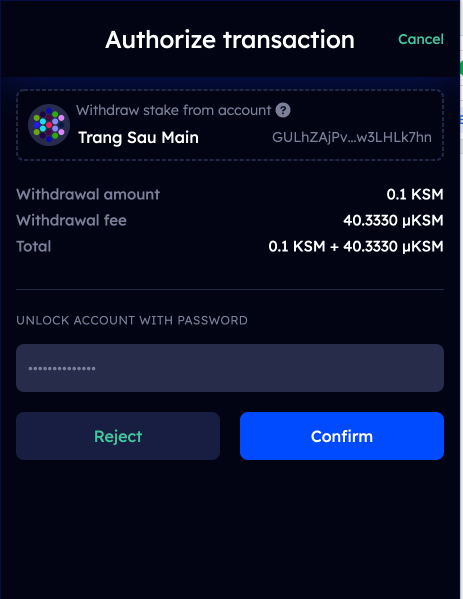 Authorize transaction
Cancel
Withdraw stake from account ?
Trang Sau Main
GULhZAjPv...w3LHLk7hn
Withdrawal amount
0.1 KSM
Withdrawal fee
40.3330 μKSM
Total
0.1 KSM + 40.3330 μKSM
UNLOCK ACCOUNT WITH PASSWORD
••••••••••••••
Reject
Confirm